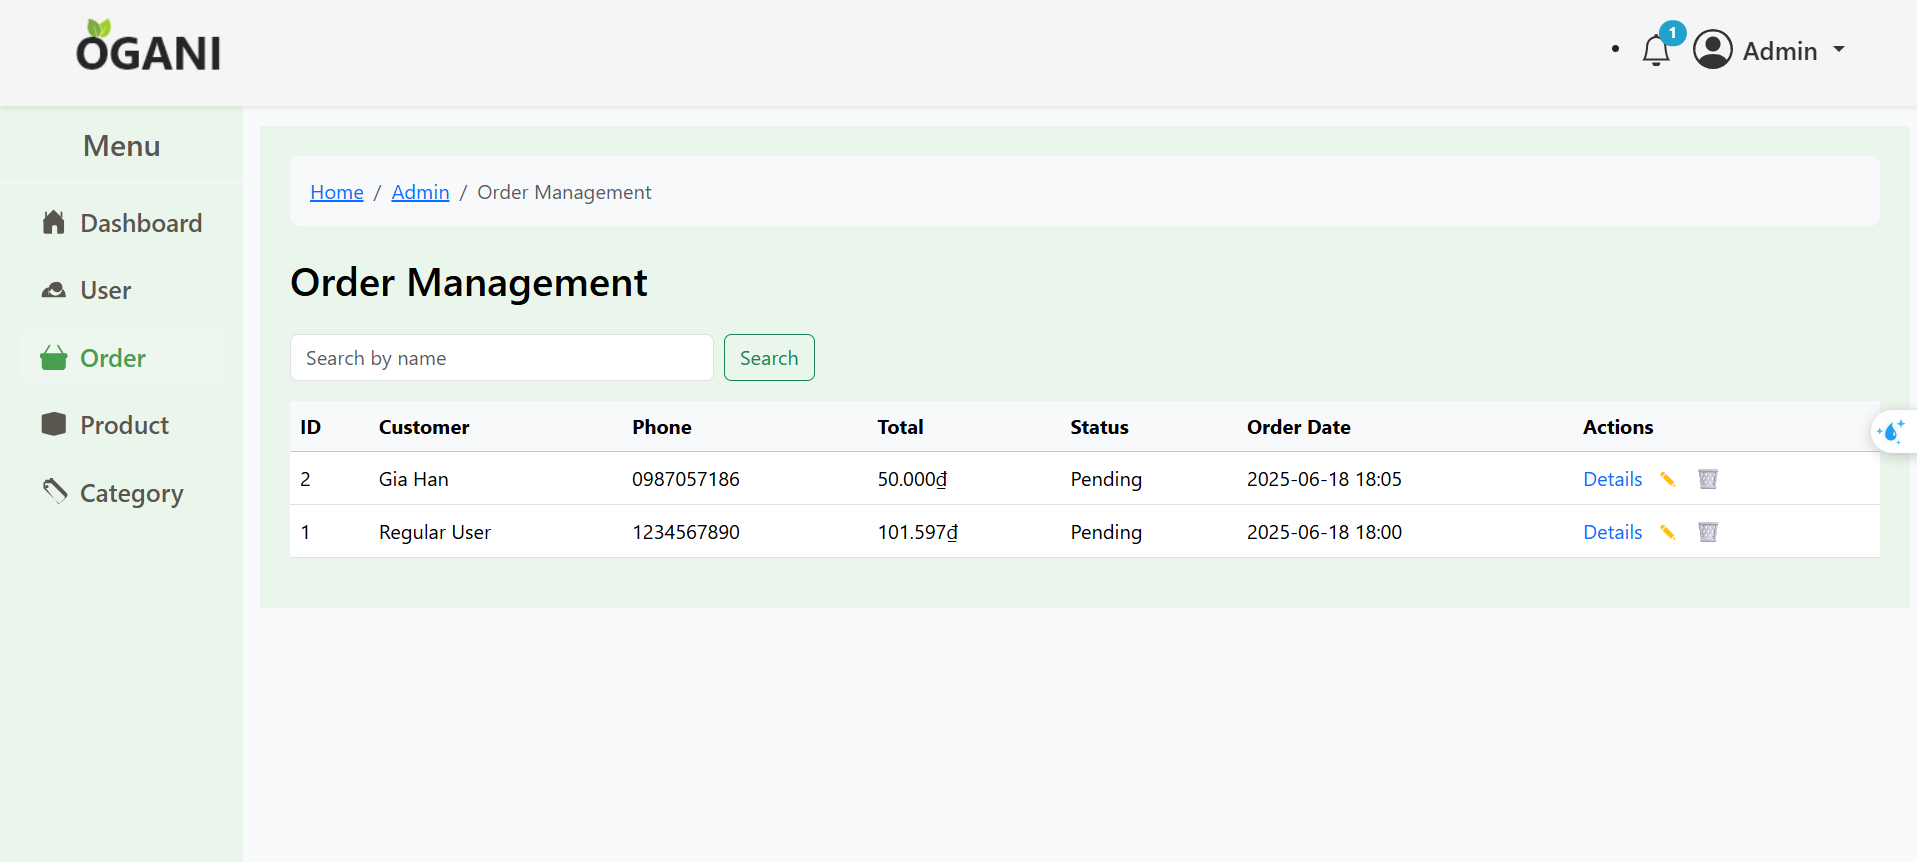 OGANI
1
Admin
Menu
Dashboard
User
Order
Product
Category
Home / Admin / Order Management
Order Management
Search by name
Search
ID Customer Phone Total Status Order Date Actions
2 Gia Han 0987057186 50.000₫ Pending 2025-06-18 18:05 Details
1 Regular User 1234567890 101.597₫ Pending 2025-06-18 18:00 Details